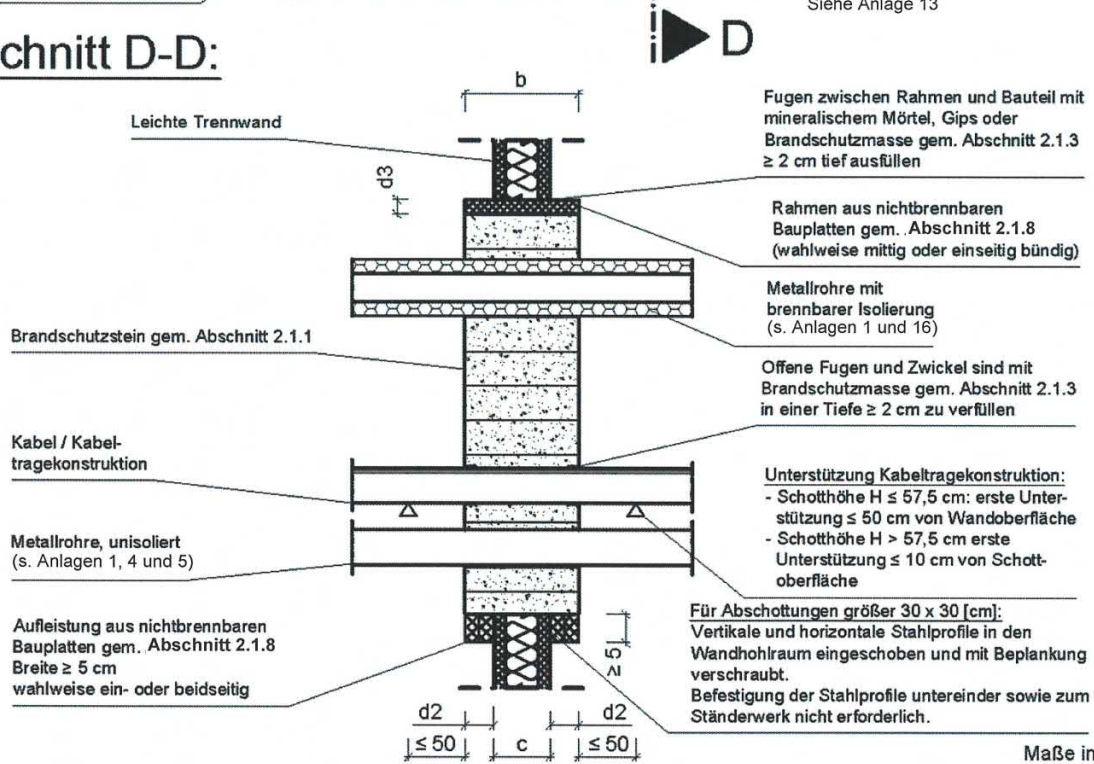 Siehe Anlage 13
D
chnitt D-D:
b
Leichte Trennwand
Fugen zwischen Rahmen und Bauteil mit
mineralischem Mörtel, Gips oder
Brandschutzmasse gem. Abschnitt 2.1.3
≥ 2 cm tief ausfüllen
d3
Rahmen aus nichtbrennbaren
Bauplatten gem. Abschnitt 2.1.8
(wahlweise mittig oder einseitig bündig)
Metallrohre mit
brennbarer Isolierung
(s. Anlagen 1 und 16)
Brandschutzstein gem. Abschnitt 2.1.1
Offene Fugen und Zwickel sind mit
Brandschutzmasse gem. Abschnitt 2.1.3
in einer Tiefe ≥ 2 cm zu verfüllen
Kabel / Kabel-
tragekonstruktion
Unterstützung Kabeltragekonstruktion:
- Schotthöhe H ≤ 57,5 cm: erste Unter-
stützung ≤ 50 cm von Wandoberfläche
- Schotthöhe H > 57,5 cm erste
Unterstützung ≤ 10 cm von Schott-
oberfläche
Metallrohre, unisoliert
(s. Anlagen 1, 4 und 5)
Für Abschottungen größer 30 x 30 [cm]:
Vertikale und horizontale Stahlprofile in den
Wandhohlraum eingeschoben und mit Beplankung
verschraubt.
Befestigung der Stahlprofile untereinder sowie zum
Ständerwerk nicht erforderlich.
Aufleistung aus nichtbrennbaren
Bauplatten gem. Abschnitt 2.1.8
Breite ≥ 5 cm
wahlweise ein- oder beidseitig
≥ 5
d2 d2
≤ 50 c ≤ 50
Maße in